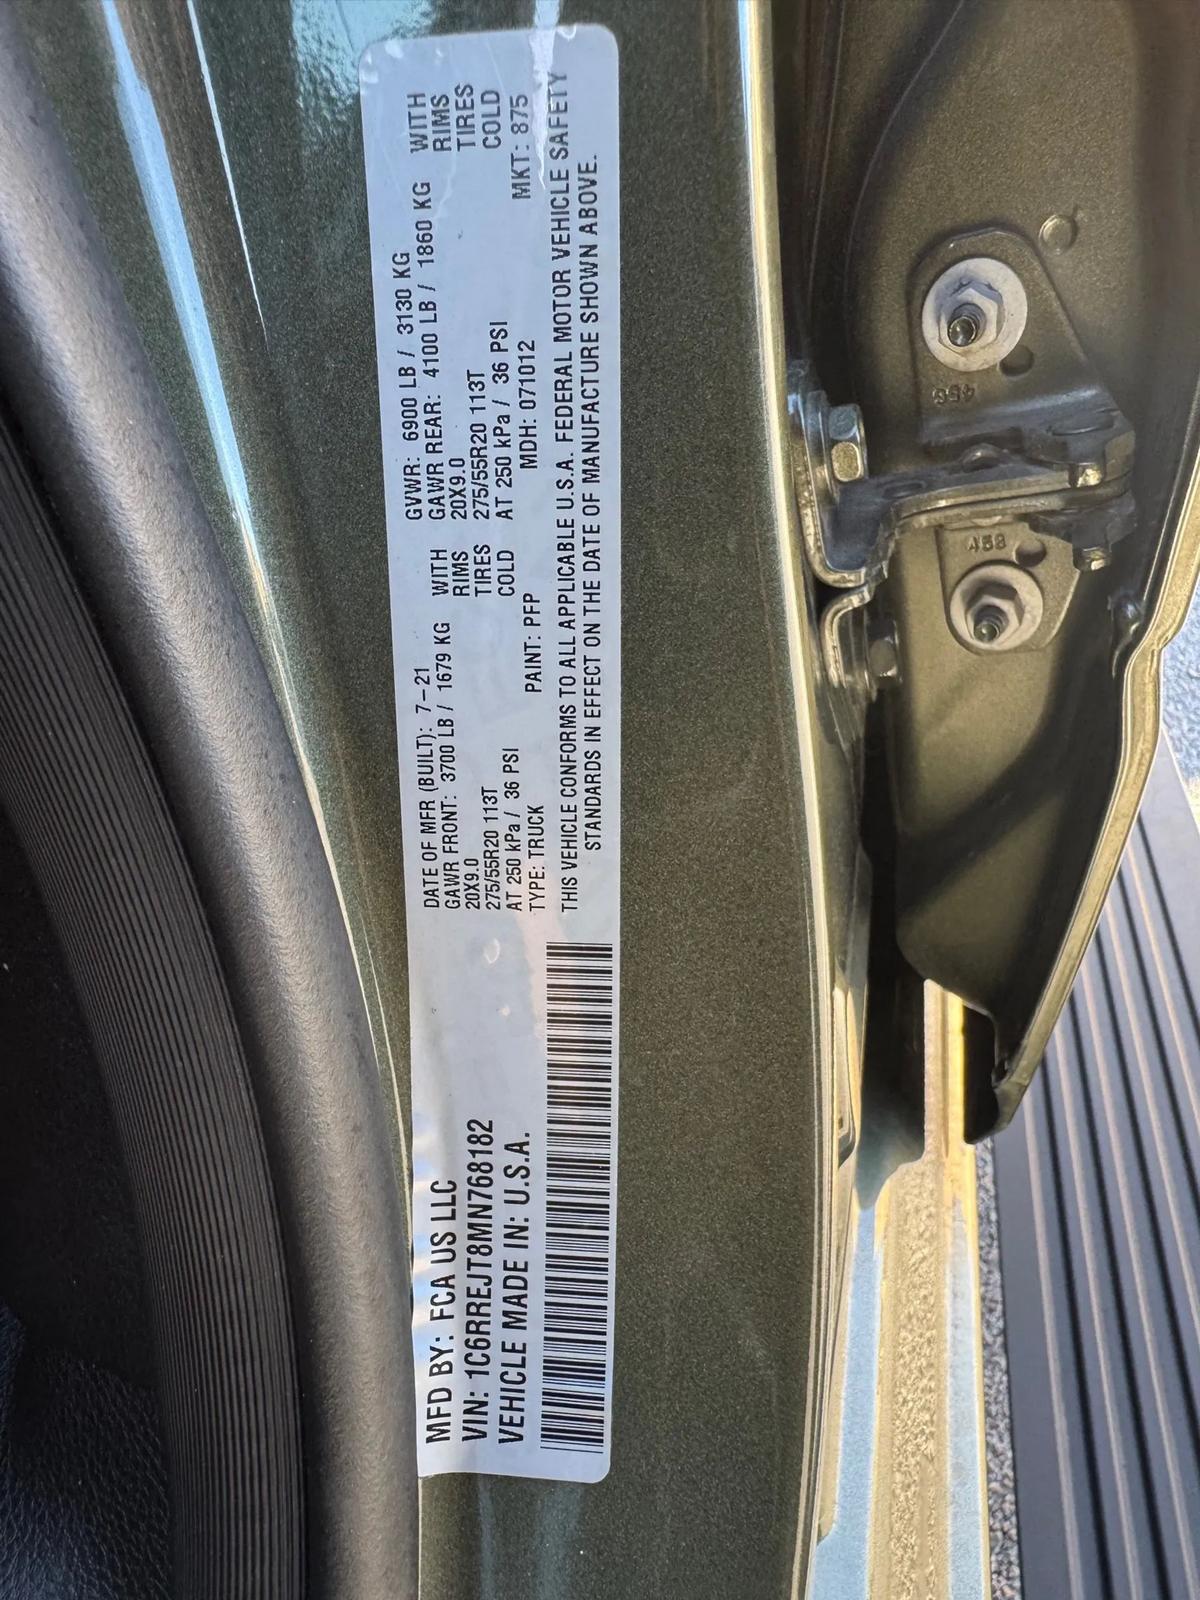 MFD BY: FCA US LLC
VIN: 1C6RREJT8MN768182
VEHICLE MADE IN: U.S.A.
DATE OF MFR (BUILT): 7-21 GVWR: 6900 LB / 3130 KG
GAWR FRONT: 3700 LB / 1679 KG WITH GAWR REAR: 4100 LB / 1860 KG WITH
20X9.0 RIMS 20X9.0 RIMS
275/55R20 113T TIRES 275/55R20 113T TIRES
AT 250 kPa / 36 PSI COLD AT 250 kPa / 36 PSI COLD
TYPE: TRUCK PAINT: PFP MDH: 071012 MKT: 875
THIS VEHICLE CONFORMS TO ALL APPLICABLE U.S.A. FEDERAL MOTOR VEHICLE SAFETY
STANDARDS IN EFFECT ON THE DATE OF MANUFACTURE SHOWN ABOVE.
458